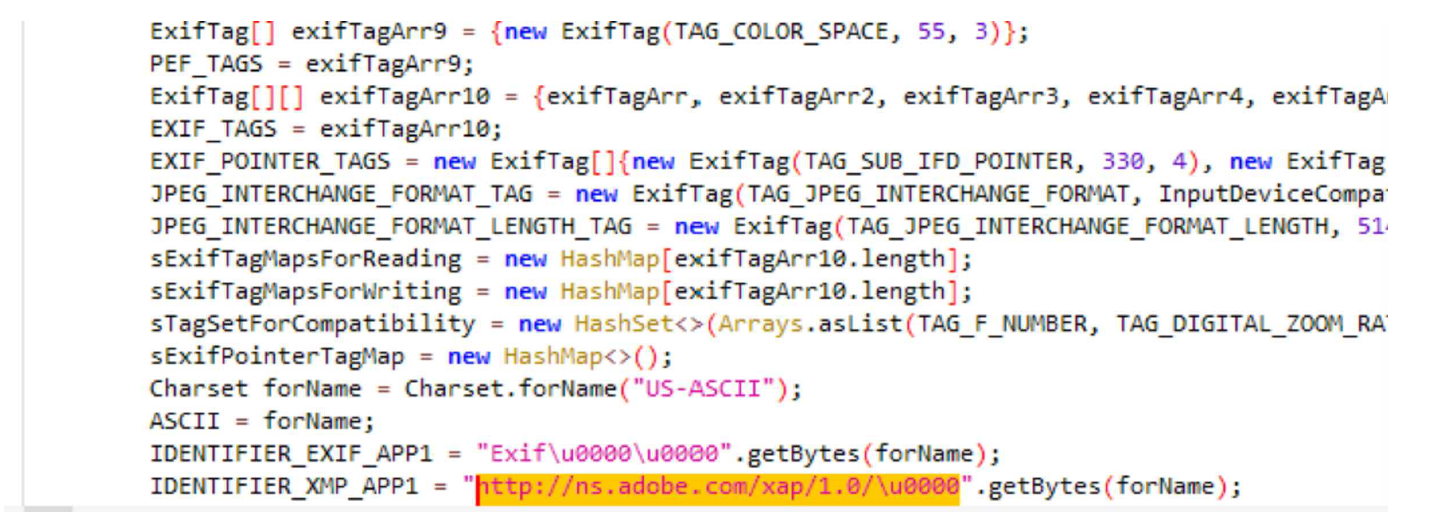 ExifTag[] exifTagArr9 = {new ExifTag(TAG_COLOR_SPACE, 55, 3)};
PEF_TAGS = exifTagArr9;
ExifTag[][] exifTagArr10 = {exifTagArr, exifTagArr2, exifTagArr3, exifTagArr4, exifTagA
EXIF_TAGS = exifTagArr10;
EXIF_POINTER_TAGS = new ExifTag[]{new ExifTag(TAG_SUB_IFD_POINTER, 330, 4), new ExifTag
JPEG_INTERCHANGE_FORMAT_TAG = new ExifTag(TAG_JPEG_INTERCHANGE_FORMAT, InputDeviceCompa
JPEG_INTERCHANGE_FORMAT_LENGTH_TAG = new ExifTag(TAG_JPEG_INTERCHANGE_FORMAT_LENGTH, 514
sExifTagMapsForReading = new HashMap[exifTagArr10.length];
sExifTagMapsForWriting = new HashMap[exifTagArr10.length];
sTagSetForCompatibility = new HashSet<>(Arrays.asList(TAG_F_NUMBER, TAG_DIGITAL_ZOOM_RA
sExifPointerTagMap = new HashMap<>();
Charset forName = Charset.forName("US-ASCII");
ASCII = forName;
IDENTIFIER_EXIF_APP1 = "Exif\u0000\u0000".getBytes(forName);
IDENTIFIER_XMP_APP1 = "http://ns.adobe.com/xap/1.0/\u0000".getBytes(forName);